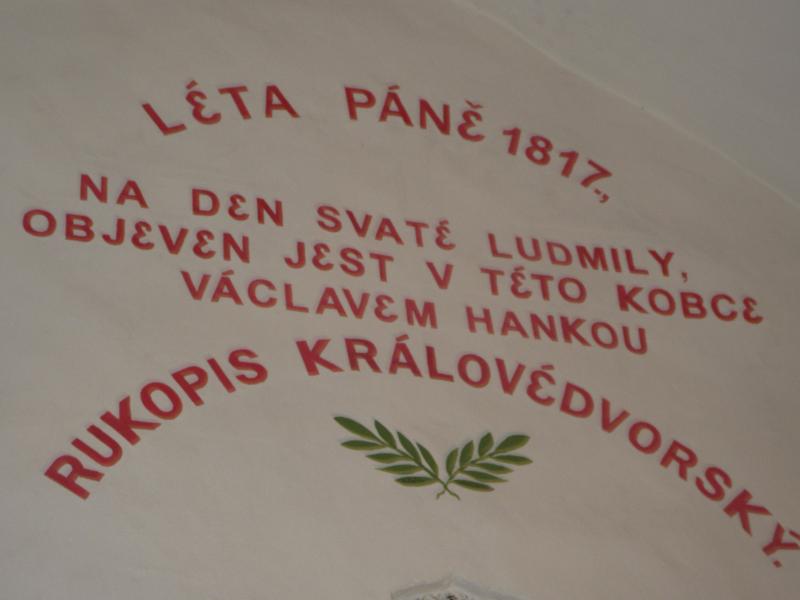 LÉTA PÁNĚ 1817.,
NA DEN SVATÉ LUDMILY,
OBJEVEN JEST V TÉTO KOBCE
VÁCLAVEM HANKOU
RUKOPIS KRÁLOVÉDVORSKÝ.